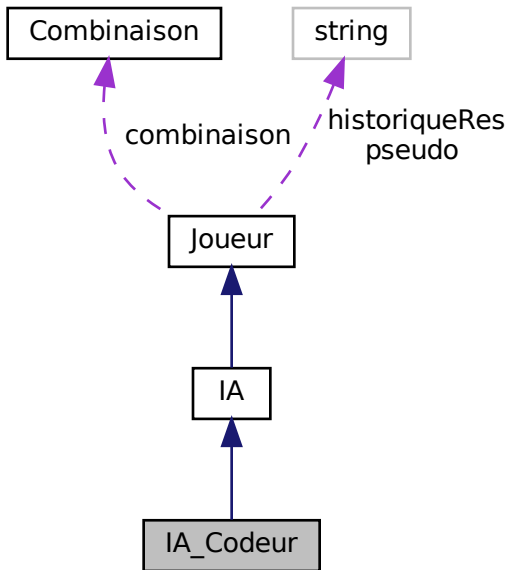 Combinaison
string
combinaison
historiqueRes
pseudo
Joueur
IA
IA_Codeur